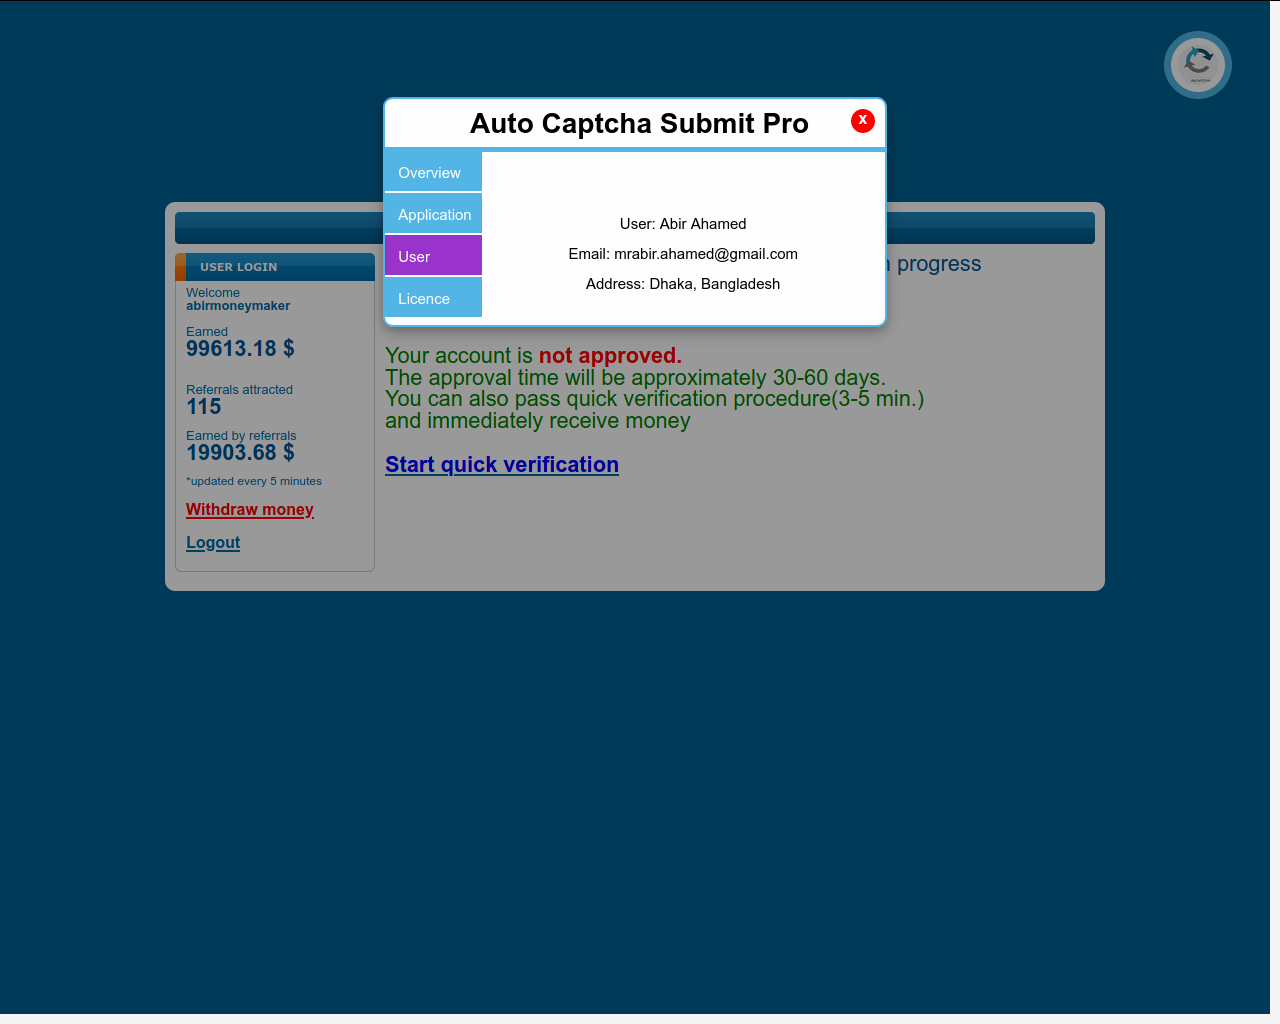 Auto Captcha Submit Pro
x
Overview
Application
User
Licence
User: Abir Ahamed
Email: mrabir.ahamed@gmail.com
Address: Dhaka, Bangladesh
USER LOGIN
Welcome
abirmoneymaker
Earned
99613.18 $
Referrals attracted
115
Earned by referrals
19903.68 $
*updated every 5 minutes
Withdraw money
Logout
progress
Your account is not approved.
The approval time will be approximately 30-60 days.
You can also pass quick verification procedure(3-5 min.)
and immediately receive money
Start quick verification